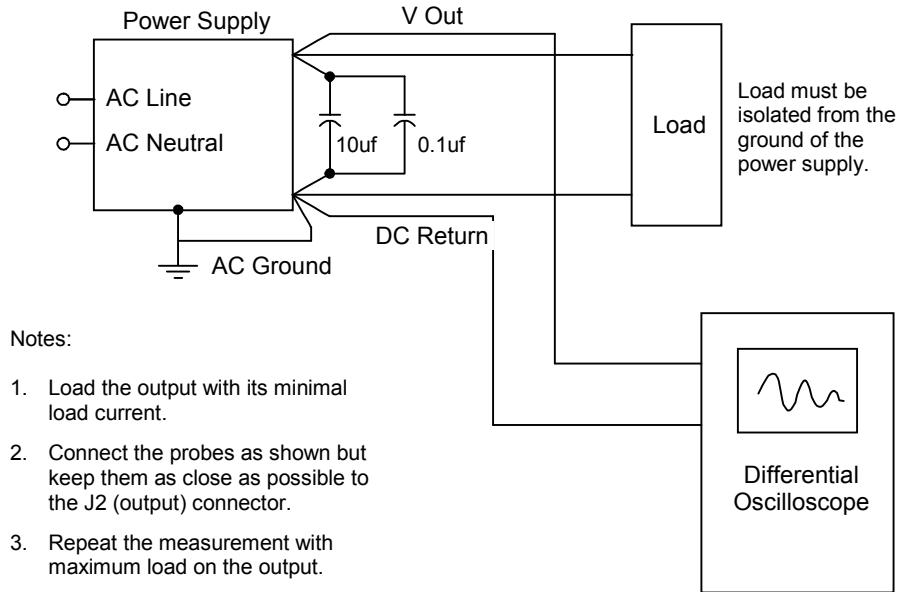 Power Supply
V Out
AC Line
AC Neutral
10uf
0.1uf
Load
Load must be
isolated from the
ground of the
power supply.
DC Return
AC Ground
Notes:
1. Load the output with its minimal
load current.
2. Connect the probes as shown but
keep them as close as possible to
the J2 (output) connector.
3. Repeat the measurement with
maximum load on the output.
Differential
Oscilloscope